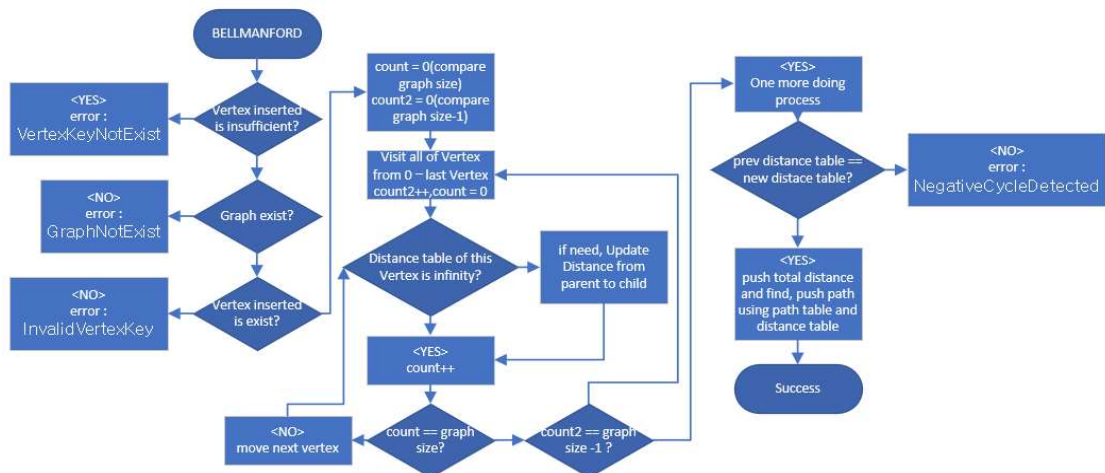 BELLMANFORD
Vertex inserted
is insufficient?
<YES>
error :
VertexKeyNotExist
Graph exist?
<NO>
error :
GraphNotExist
Vertex inserted
is exist?
<NO>
error :
InvalidVertexKey
count = 0(compare
graph size)
count2 = 0(compare
graph size-1)
Visit all of Vertex
from 0 – last Vertex
count2++,count = 0
Distance table of this
Vertex is infinity?
if need, Update
Distance from
parent to child
<YES>
count++
count == graph
size?
<NO>
move next vertex
count2 == graph
size -1 ?
<YES>
One more doing
process
prev distance table ==
new distace table?
<NO>
error :
NegativeCycleDetected
<YES>
push total distance
and find, push path
using path table and
distance table
Success